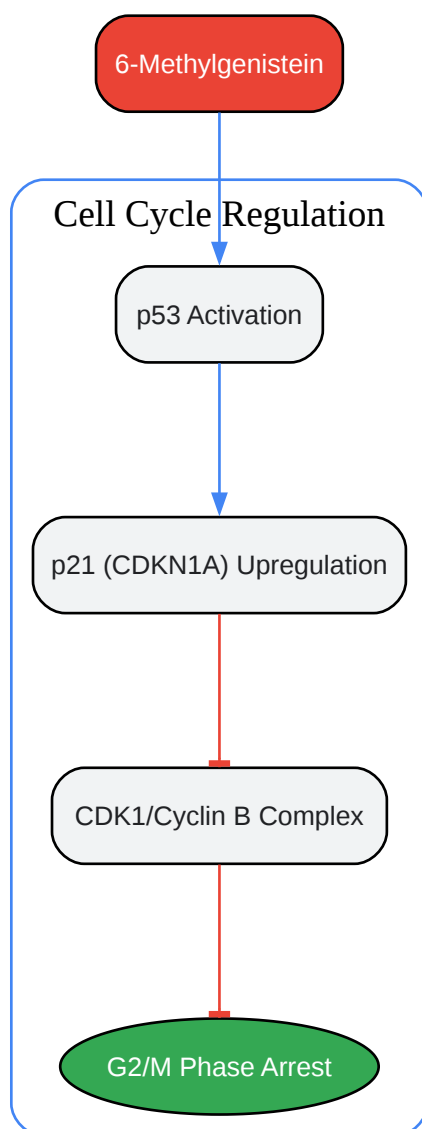 6-Methylgenistein
Cell Cycle Regulation
p53 Activation
p21 (CDKN1A) Upregulation
CDK1/Cyclin B Complex
G2/M Phase Arrest